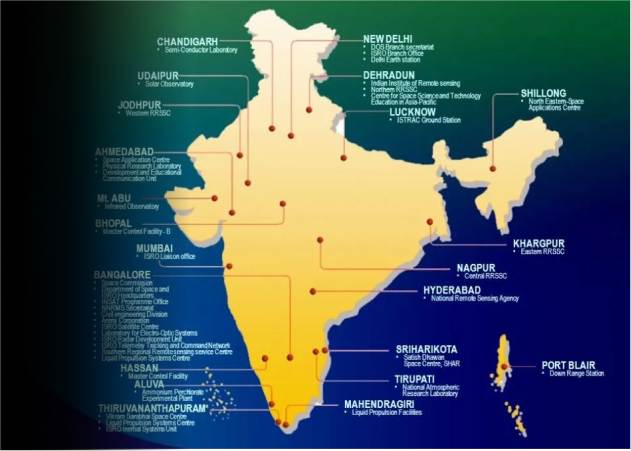 CHANDIGARH
• Semi-Conductor Laboratory
UDAIPUR
• Solar Observatory
JODHPUR
• Western RRSSC
AHMEDABAD
• Space Application Centre
• Physical Research Laboratory
• Development and Educational
Communication Unit
Mt. ABU
• Infrared Observatory
BHOPAL
• Master Control Facility - B
MUMBAI
• ISRO Liaison office
BANGALORE
• Space Commission
• Department of Space and
• ISRO Headquarters
• INSAT Programme Office
• NNRMS Secretariat
• Civil engineering Division
• Antrix Corporation
• ISRO Satellite Centre
• Laboratory for Electro-Optic Systems
• ISRO Radar Development Unit
• ISRO Telemetry Tracking and Command Network
• Southern Regional Remote sensing service Centre
• Liquid Propulsion Systems Centre
HASSAN
• Master Control Facility
ALUVA
• Ammonium Perchlorate
Experimental Plant
THIRUVANANTHAPURAM
• Vikram Sarabhai Space Centre
• Liquid Propulsion Systems Centre
• ISRO Inertial Systems Unit
NEW DELHI
• DOS Branch secretariat
• ISRO Branch Office
• Delhi Earth station
DEHRADUN
• Indian Institute of Remote sensing
• Northern RRSSC
• Centre for Space Science and Technology
Education in Asia-Pacific
LUCKNOW
• ISTRAC Ground Station
SHILLONG
• North Eastern-Space
Applications Centre
KHARGPUR
• Eastern RRSSC
NAGPUR
• Central RRSSC
HYDERABAD
• National Remote Sensing Agency
SRIHARIKOTA
• Satish Dhawan
Space Centre, SHAR
TIRUPATI
• National Atmospheric
Research Laboratory
MAHENDRAGIRI
• Liquid Propulsion Facilities
PORT BLAIR
• Down Range Station